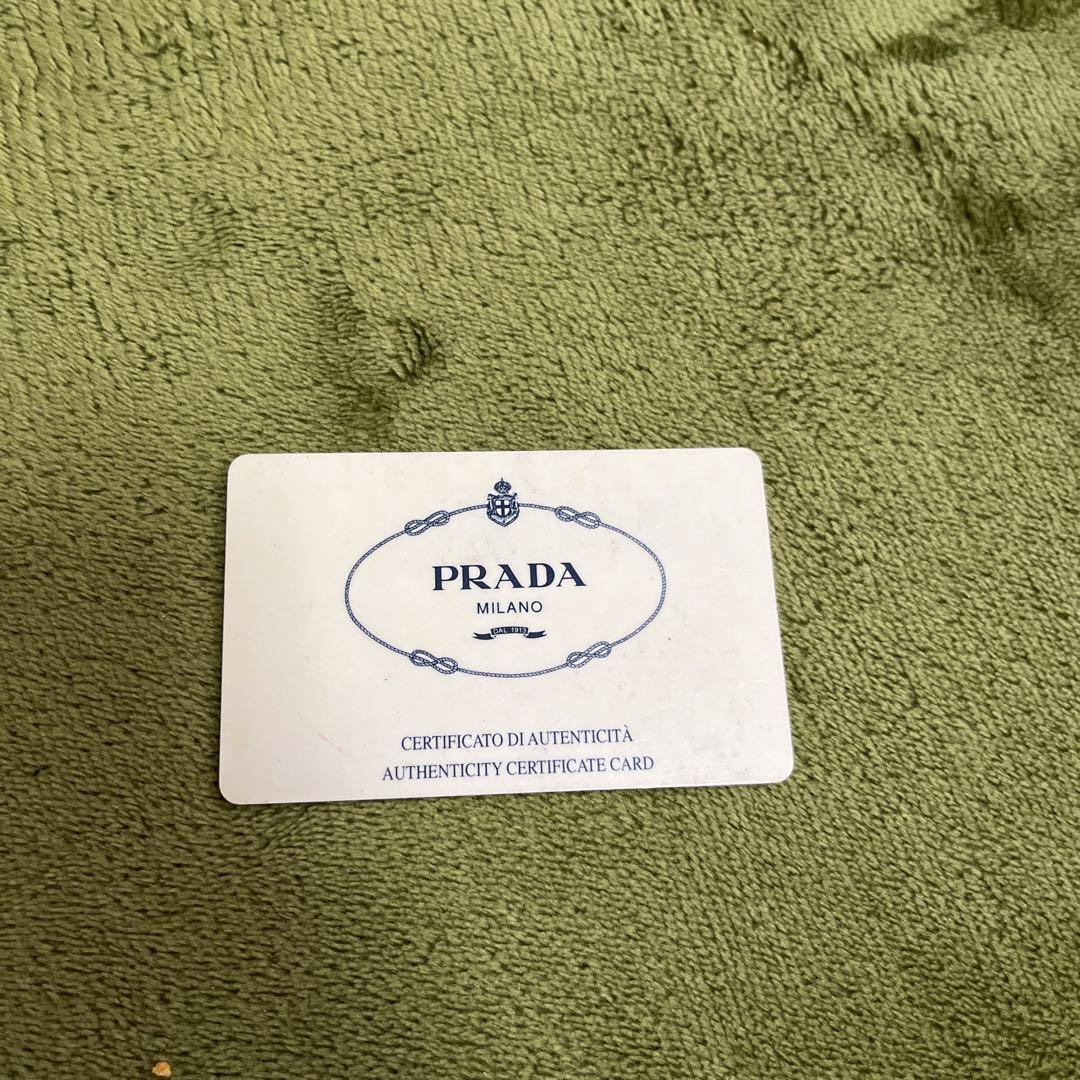 PRADA
MILANO
DAL 1913
CERTIFICATO DI AUTENTICITÀ
AUTHENTICITY CERTIFICATE CARD